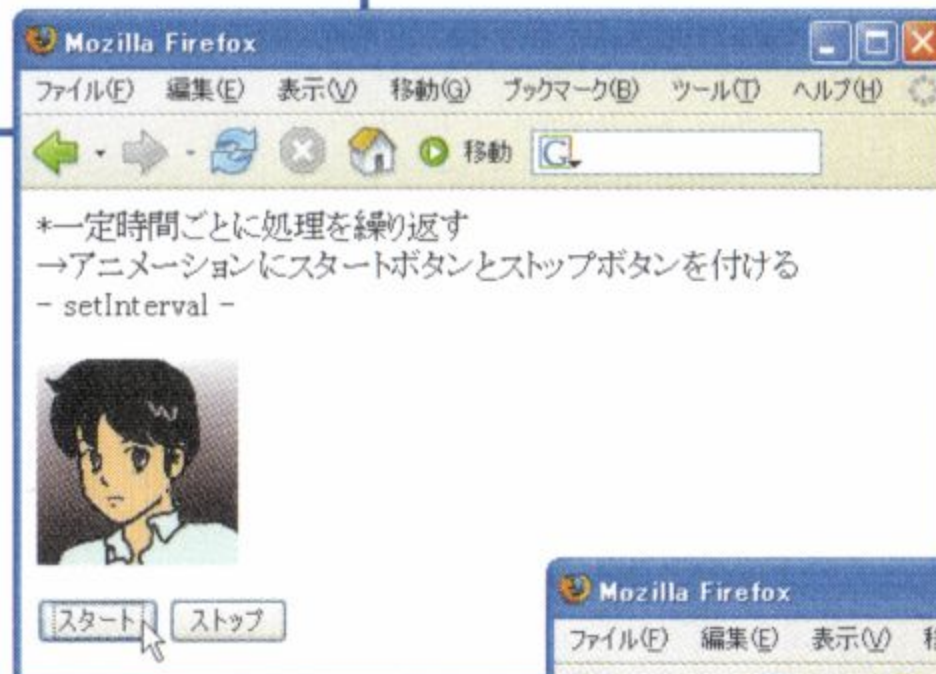 Mozilla Firefox
ファイル(F) 編集(E) 表示(V) 移動(G) ブックマーク(B) ツール(T) ヘルプ(H)
移動 G
*一定時間ごとに処理を繰り返す
→アニメーションにスタートボタンとストップボタンを付ける
- setInterval -
スタート ストップ
Mozilla Firefox
ファイル(F) 編集(E) 表示(V)